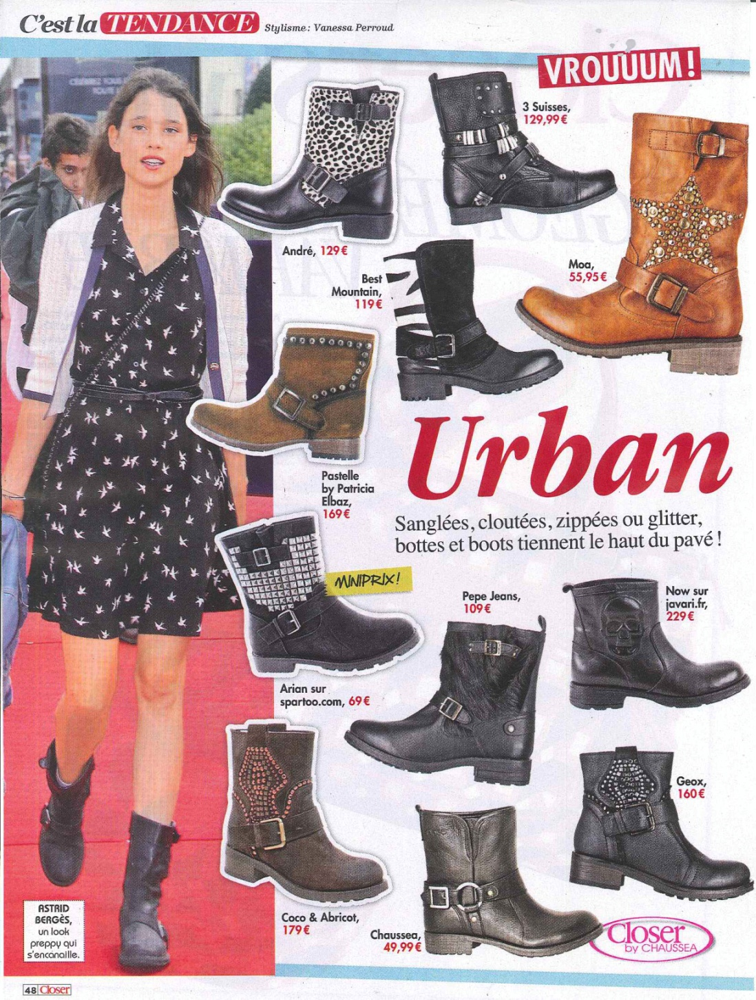 C'est la TENDANCE Stylisme: Vanessa Perroud
VROUUUM !
André, 129 €
3 Suisses,
129,99 €
Moa,
55,95 €
Best
Mountain,
119 €
Pastelle
by Patricia
Elbaz,
169 €
Urban
Sanglées, cloutées, zippées ou glitter,
bottes et boots tiennent le haut du pavé !
MINIPRIX !
Arian sur
spartoo.com, 69 €
Pepe Jeans,
109 €
Now sur
javari.fr,
229 €
Coco & Abricot,
179 €
Chaussea,
49,99 €
Geox,
160 €
Closer
by CHAUSSEA
ASTRID
BERGÈS,
un look
preppy qui
s'encanaille.
48 Closer